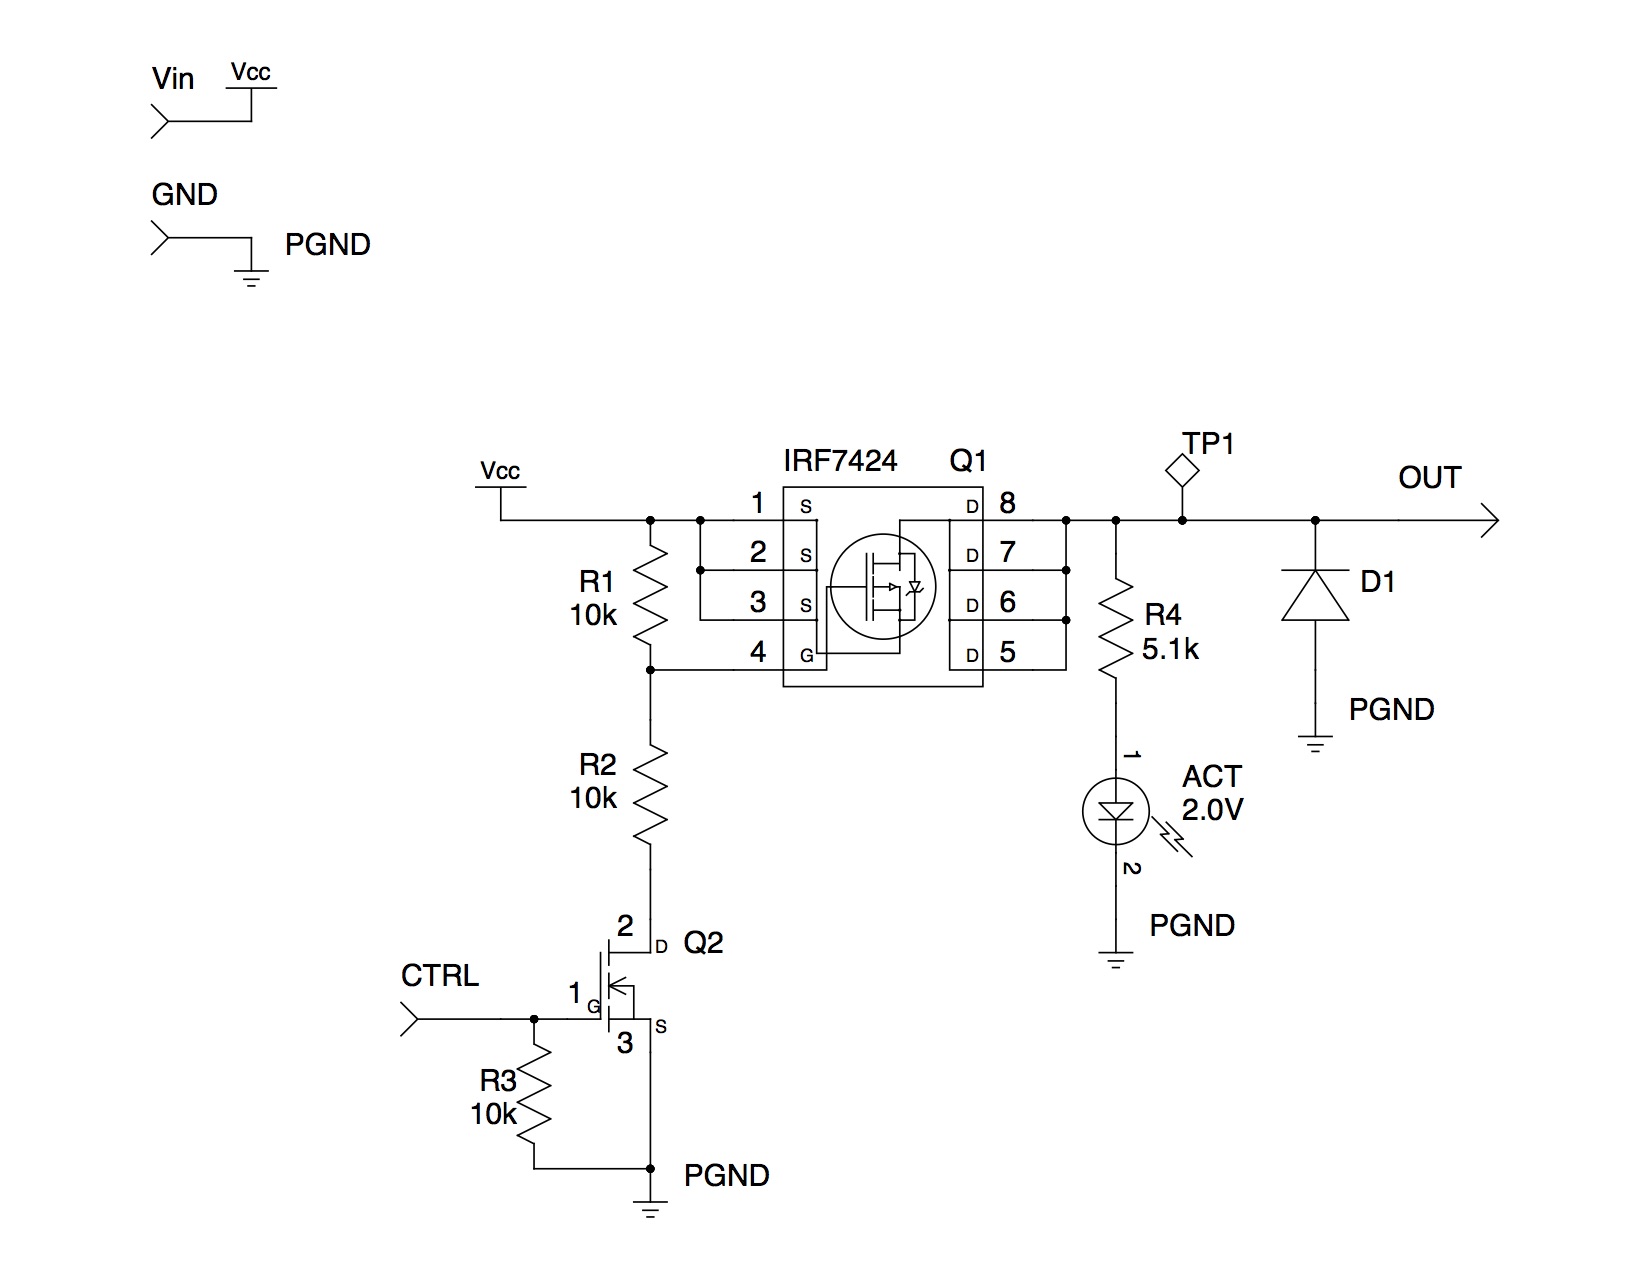 Vin Vcc
GND
PGND
TP1
IRF7424 Q1
OUT
Vcc
1 S D 8
2 S D 7
3 S D 6
4 G D 5
R1
10k
R4
5.1k
D1
PGND
R2
10k
1
ACT
2.0V
2
PGND
2
D Q2
CTRL
1 G
S
3
R3
10k
PGND